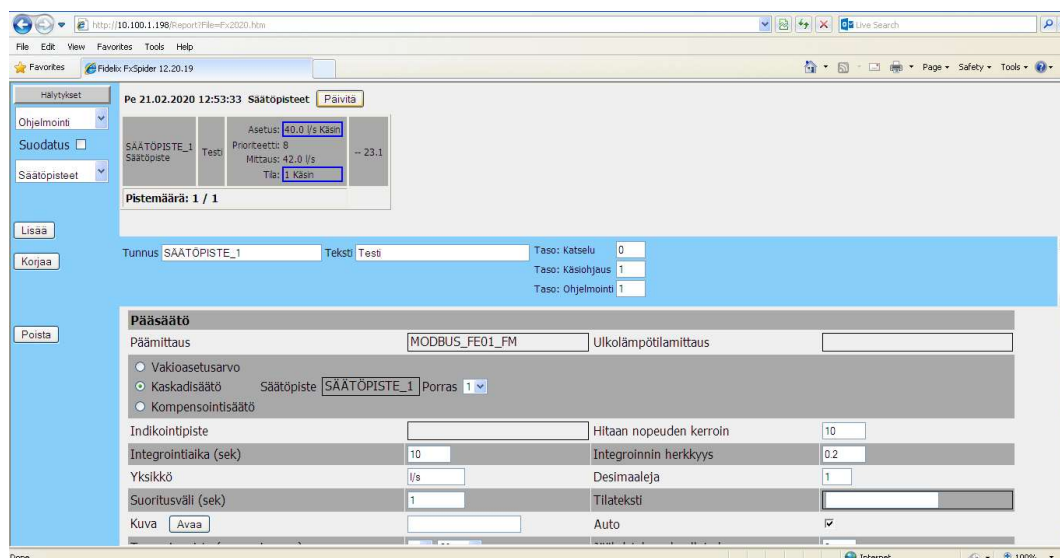 http://10.100.1.198/Report?File=Fx2020.htm
Live Search
File Edit View Favorites Tools Help
Favorites Fidelix FxSpider 12.20.19
Page Safety Tools
Hälytykset
Pe 21.02.2020 12:53:33 Säätöpisteet Päivitä
Ohjelmointi
Suodatus
Säätöpisteet
SÄÄTÖPISTE_1
Säätöpiste
Testi
Asetus: 40.0 l/s Käsin
Prioriteetti: 8
Mittaus: 42.0 l/s
Tila: 1 Käsin
-- 23.1
Pistemäärä: 1 / 1
Lisää
Korjaa
Poista
Tunnus SÄÄTÖPISTE_1 Teksti Testi
Taso: Katselu 0
Taso: Käsiohjaus 1
Taso: Ohjelmointi 1
Pääsäätö
Päämittaus MODBUS_FE01_FM Ulkolämpötilamittaus
Vakioasetusarvo
Kaskadisäätö Säätöpiste SÄÄTÖPISTE_1 Porras 1
Kompensointisäätö
Indikointipiste Hitaan nopeuden kerroin 10
Integrointiaika (sek) 10 Integroinnin herkkyys 0.2
Yksikkö l/s Desimaaleja 1
Suoritusväli (sek) 1 Tilateksti
Kuva Avaa Auto
Done Internet 100%